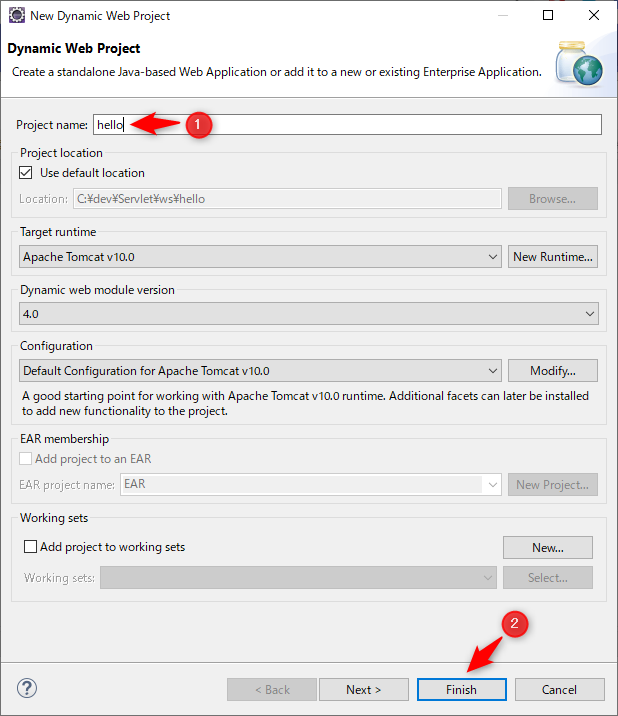 New Dynamic Web Project
Dynamic Web Project
Create a standalone Java-based Web Application or add it to a new or existing Enterprise Application.
Project name: hello 1
Project location
Use default location
Location: C:¥dev¥Servlet¥ws¥hello Browse...
Target runtime
Apache Tomcat v10.0 New Runtime...
Dynamic web module version
4.0
Configuration
Default Configuration for Apache Tomcat v10.0 Modify...
A good starting point for working with Apache Tomcat v10.0 runtime. Additional facets can later be installed
to add new functionality to the project.
EAR membership
Add project to an EAR
EAR project name: EAR New Project...
Working sets
Add project to working sets New...
Working sets: Select...
2
? < Back Next > Finish Cancel